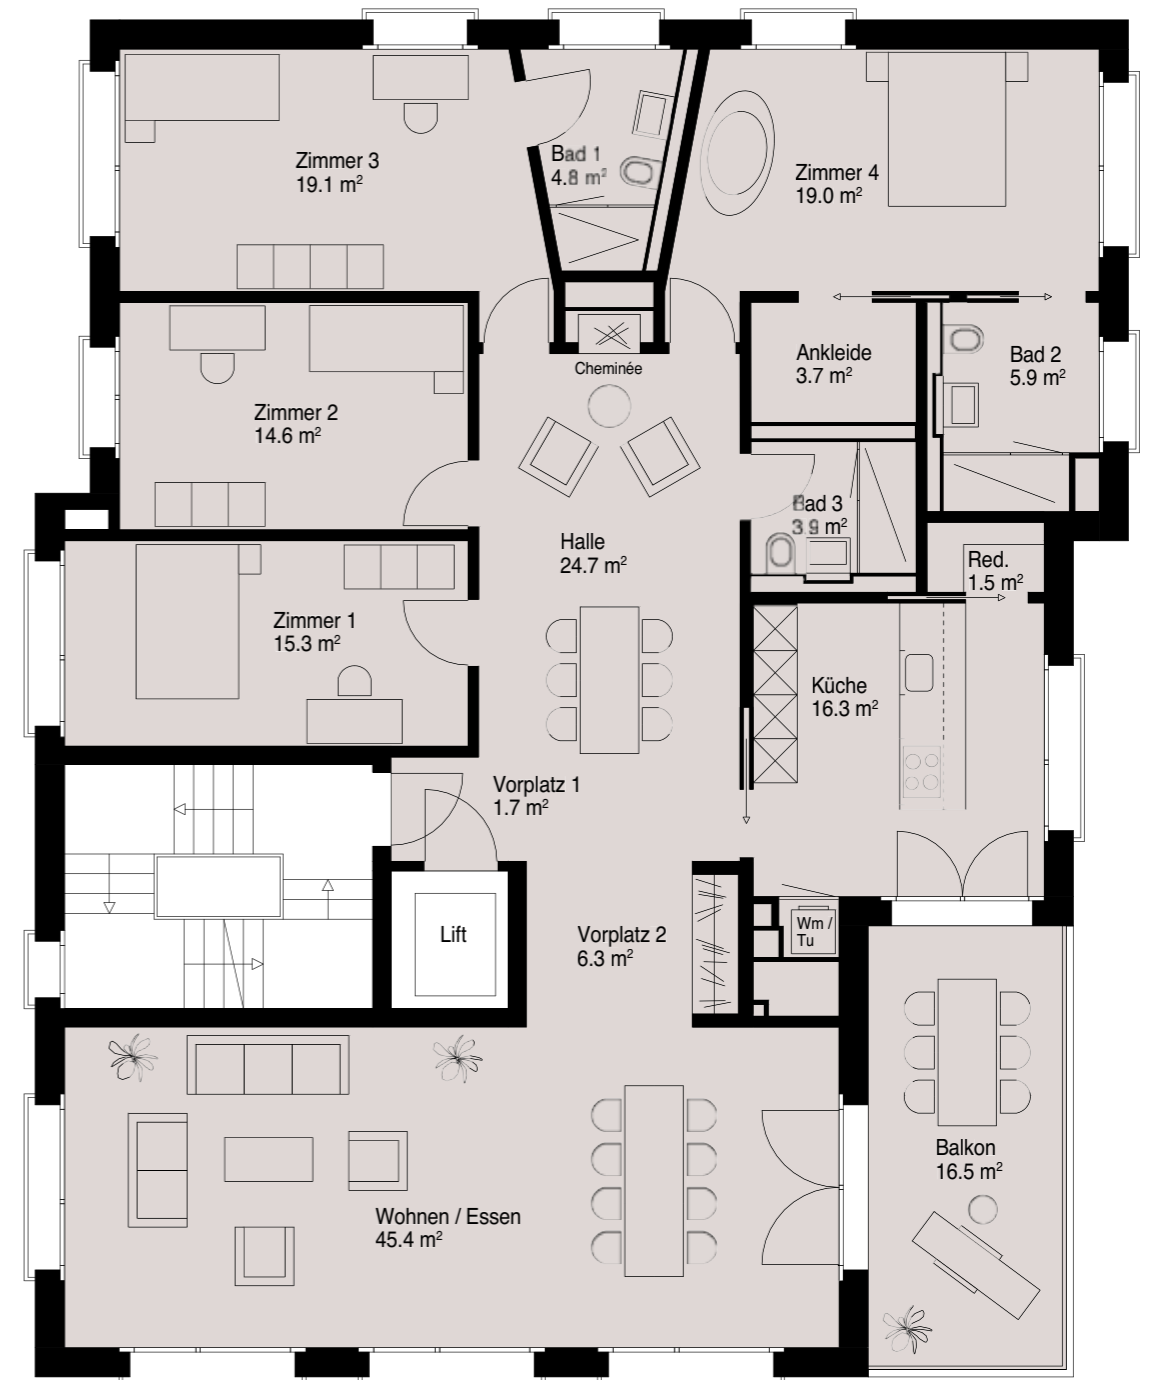 Zimmer 3
19.1 m²
Bad 1
4.8 m²
Zimmer 4
19.0 m²
Cheminée
Ankleide
3.7 m²
Bad 2
5.9 m²
Zimmer 2
14.6 m²
Bad 3
3.9 m²
Halle
24.7 m²
Red.
1.5 m²
Zimmer 1
15.3 m²
Küche
16.3 m²
Vorplatz 1
1.7 m²
Lift
Vorplatz 2
6.3 m²
Wm /
Tu
Balkon
16.5 m²
Wohnen / Essen
45.4 m²